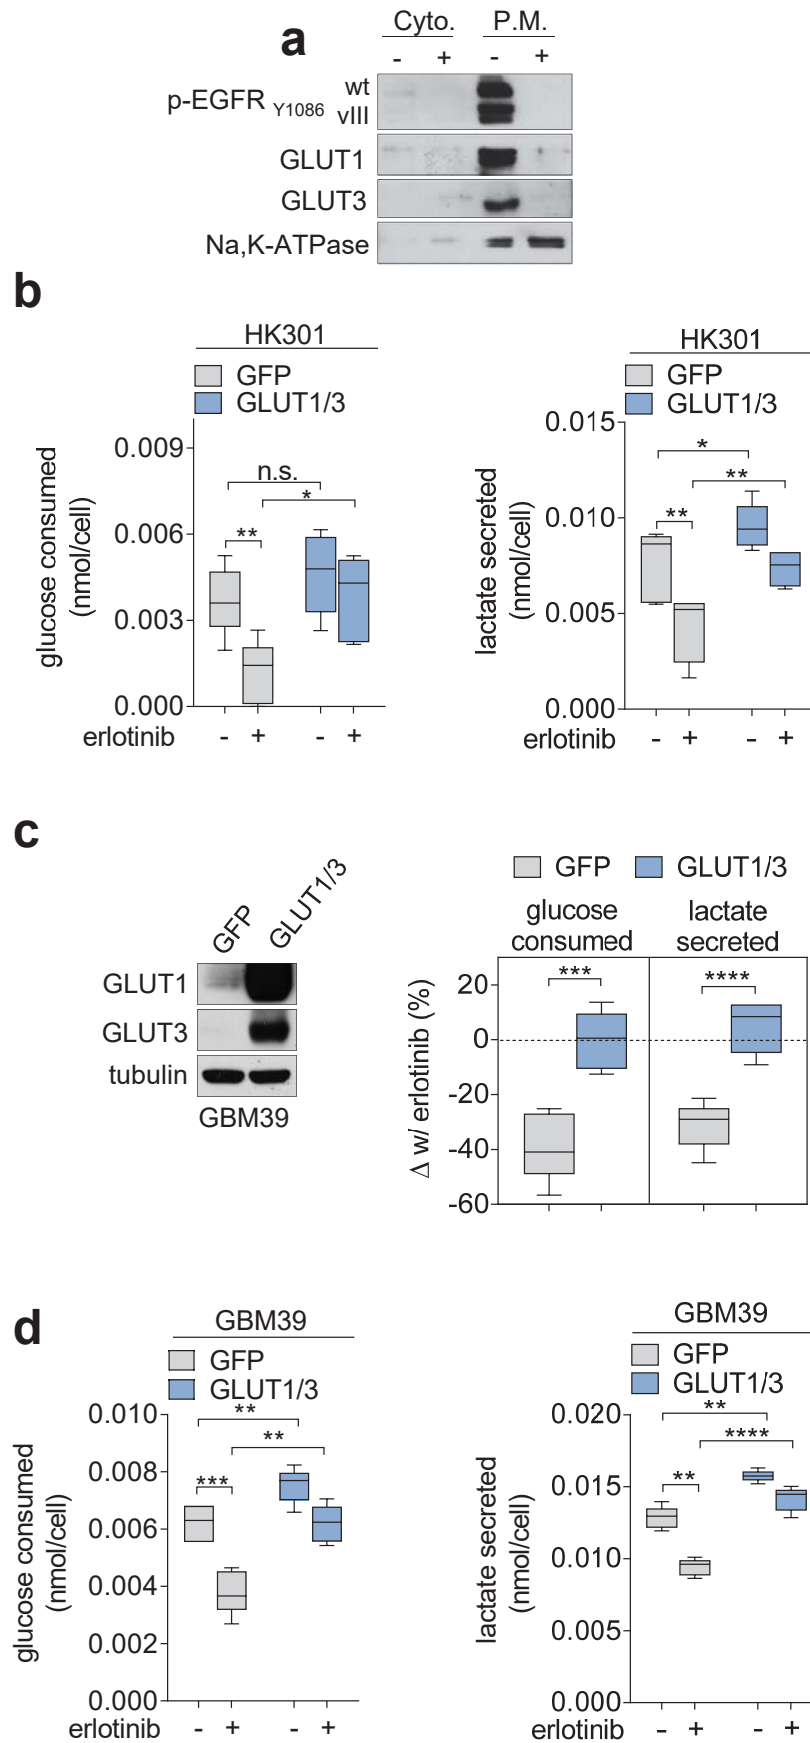 a
Cyto. P.M.
- + - +
p-EGFR Y1086 wt
vIII
GLUT1
GLUT3
Na,K-ATPase
b
HK301
GFP
GLUT1/3
0.009
0.006
0.003
0.000
glucose consumed
(nmol/cell)
n.s.
*
**
erlotinib - + - +
HK301
GFP
GLUT1/3
0.015
0.010
0.005
0.000
lactate secreted
(nmol/cell)
*
**
**
erlotinib - + - +
c
GFP GLUT1/3
GLUT1
GLUT3
tubulin
GBM39
GFP GLUT1/3
glucose
consumed
lactate
secreted
Δ w/ erlotinib (%)
20
0
-20
-40
-60
***
****
d
GBM39
GFP
GLUT1/3
0.010
0.008
0.006
0.004
0.002
0.000
glucose consumed
(nmol/cell)
**
**
***
erlotinib - + - +
GBM39
GFP
GLUT1/3
0.020
0.015
0.010
0.005
0.000
lactate secreted
(nmol/cell)
**
****
**
erlotinib - + - +